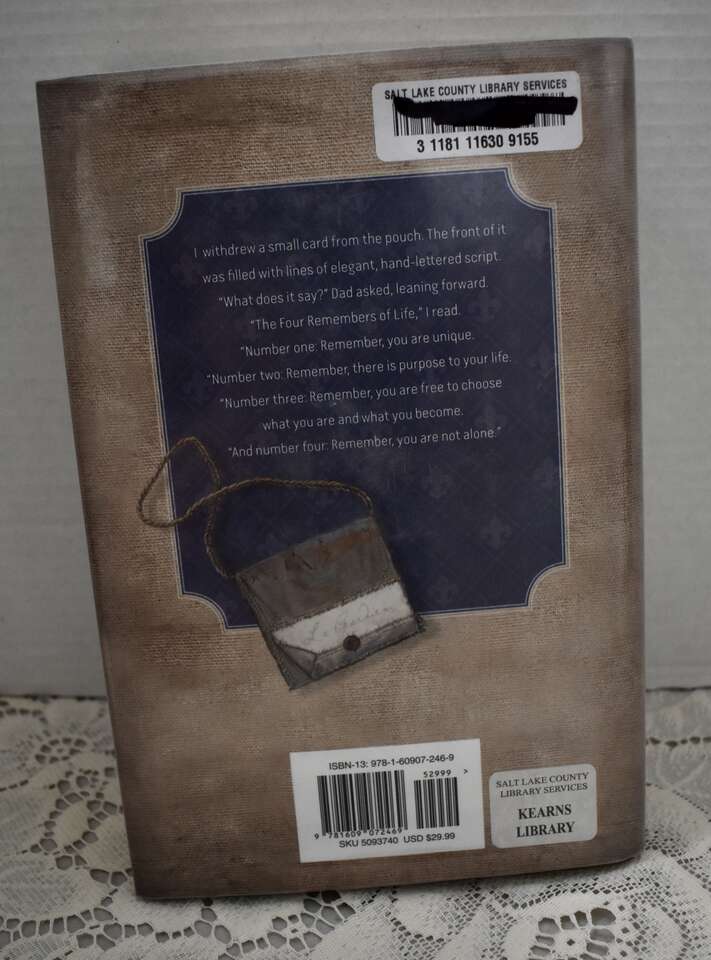 SALT LAKE COUNTY LIBRARY SERVICES
3 1181 11630 9155
I withdrew a small card from the pouch. The front of it
was filled with lines of elegant, hand-lettered script.
"What does it say?" Dad asked, leaning forward.
"The Four Remembers of Life," I read.
"Number one: Remember, you are unique.
"Number two: Remember, there is purpose to your life.
"Number three: Remember, you are free to choose
what you are and what you become.
"And number four: Remember, you are not alone."
ISBN-13: 978-1-60907-246-9
52999 >
9 781609 072469
SKU 5093740 USD $29.99
SALT LAKE COUNTY
LIBRARY SERVICES
KEARNS
LIBRARY